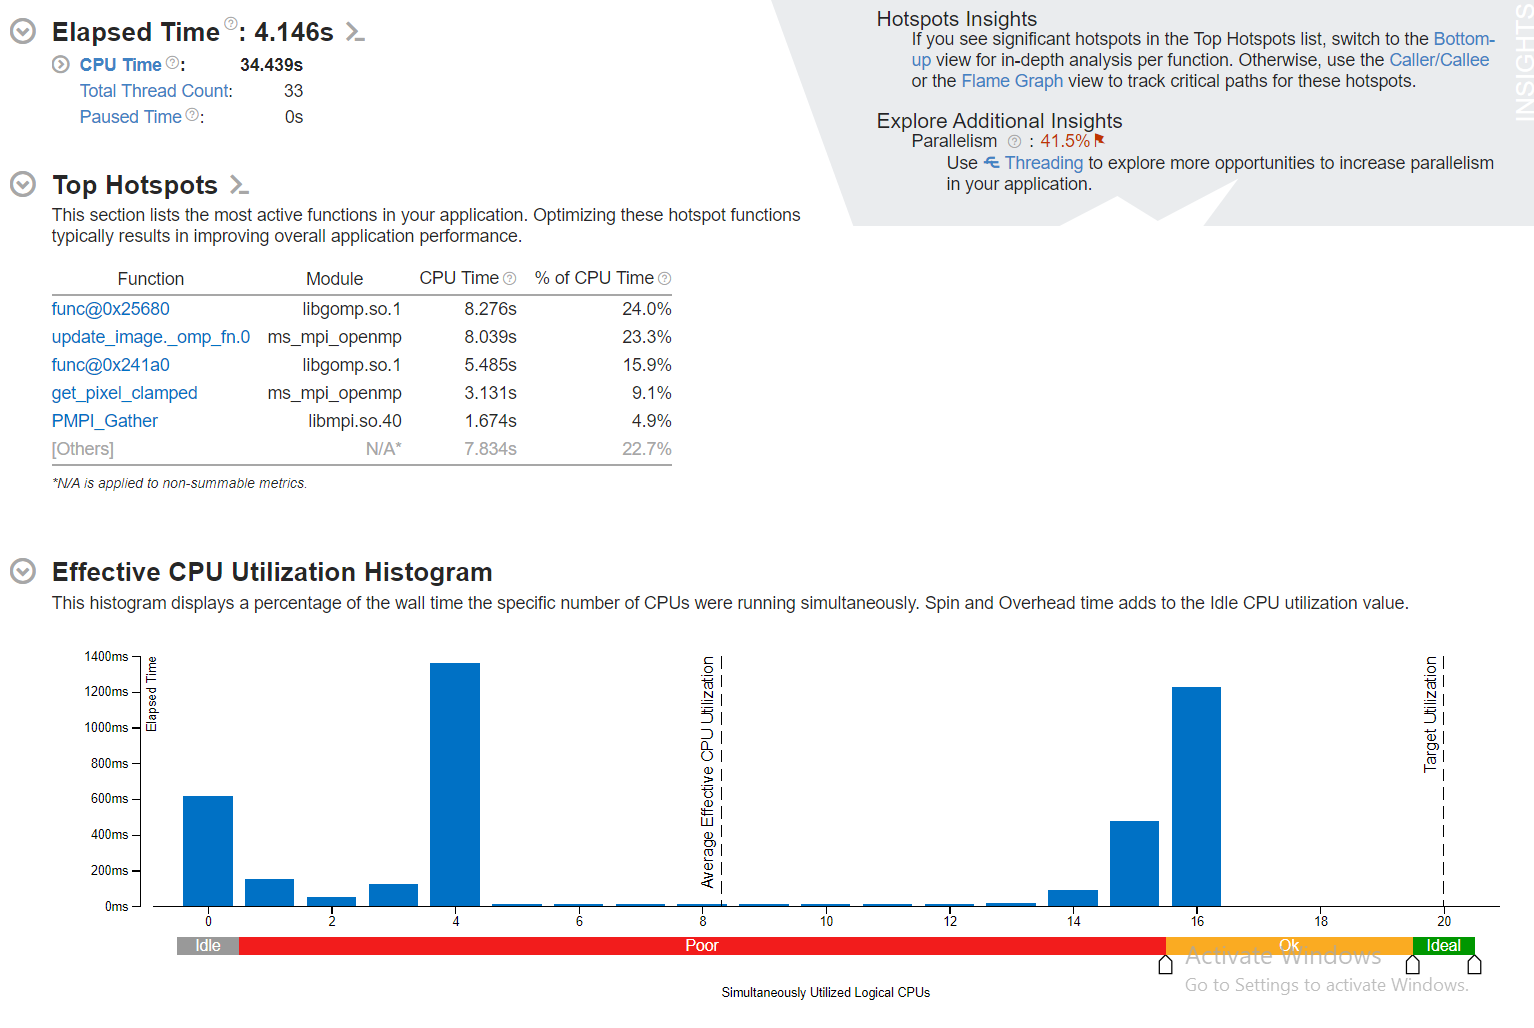 Elapsed Time ?: 4.146s
CPU Time ?: 34.439s
Total Thread Count: 33
Paused Time ?: 0s
Hotspots Insights
If you see significant hotspots in the Top Hotspots list, switch to the Bottom-
up view for in-depth analysis per function. Otherwise, use the Caller/Callee
or the Flame Graph view to track critical paths for these hotspots.
Explore Additional Insights
Parallelism ? : 41.5%
Use Threading to explore more opportunities to increase parallelism
in your application.
INSIGHTS
Top Hotspots
This section lists the most active functions in your application. Optimizing these hotspot functions
typically results in improving overall application performance.
Function Module CPU Time ? % of CPU Time ?
func@0x25680 libgomp.so.1 8.276s 24.0%
update_image._omp_fn.0 ms_mpi_openmp 8.039s 23.3%
func@0x241a0 libgomp.so.1 5.485s 15.9%
get_pixel_clamped ms_mpi_openmp 3.131s 9.1%
PMPI_Gather libmpi.so.40 1.674s 4.9%
[Others] N/A* 7.834s 22.7%
*N/A is applied to non-summable metrics.
Effective CPU Utilization Histogram
This histogram displays a percentage of the wall time the specific number of CPUs were running simultaneously. Spin and Overhead time adds to the Idle CPU utilization value.
1400ms
1200ms
1000ms
800ms
600ms
400ms
200ms
0ms
Elapsed Time
Average Effective CPU Utilization
Target Utilization
0 2 4 6 8 10 12 14 16 18 20
Idle Poor Ok Ideal
Simultaneously Utilized Logical CPUs
Activate Windows
Go to Settings to activate Windows.